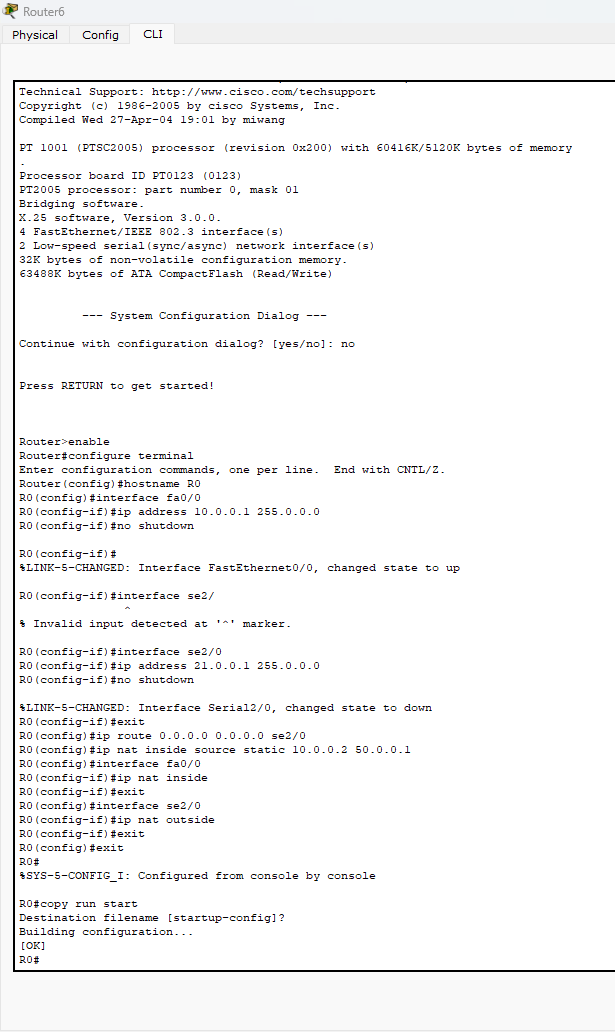 Router6
Physical Config CLI
Technical Support: http://www.cisco.com/techsupport
Copyright (c) 1986-2005 by cisco Systems, Inc.
Compiled Wed 27-Apr-04 19:01 by miwang
PT 1001 (PTSC2005) processor (revision 0x200) with 60416K/5120K bytes of memory
.
Processor board ID PT0123 (0123)
PT2005 processor: part number 0, mask 01
Bridging software.
X.25 software, Version 3.0.0.
4 FastEthernet/IEEE 802.3 interface(s)
2 Low-speed serial(sync/async) network interface(s)
32K bytes of non-volatile configuration memory.
63488K bytes of ATA CompactFlash (Read/Write)
--- System Configuration Dialog ---
Continue with configuration dialog? [yes/no]: no
Press RETURN to get started!
Router>enable
Router#configure terminal
Enter configuration commands, one per line.  End with CNTL/Z.
Router(config)#hostname R0
R0(config)#interface fa0/0
R0(config-if)#ip address 10.0.0.1 255.0.0.0
R0(config-if)#no shutdown
R0(config-if)#
%LINK-5-CHANGED: Interface FastEthernet0/0, changed state to up
R0(config-if)#interface se2/
^
% Invalid input detected at '^' marker.
R0(config-if)#interface se2/0
R0(config-if)#ip address 21.0.0.1 255.0.0.0
R0(config-if)#no shutdown
%LINK-5-CHANGED: Interface Serial2/0, changed state to down
R0(config-if)#exit
R0(config)#ip route 0.0.0.0 0.0.0.0 se2/0
R0(config)#ip nat inside source static 10.0.0.2 50.0.0.1
R0(config)#interface fa0/0
R0(config-if)#ip nat inside
R0(config-if)#exit
R0(config)#interface se2/0
R0(config-if)#ip nat outside
R0(config-if)#exit
R0(config)#exit
R0#
%SYS-5-CONFIG_I: Configured from console by console
R0#copy run start
Destination filename [startup-config]?
Building configuration...
[OK]
R0#